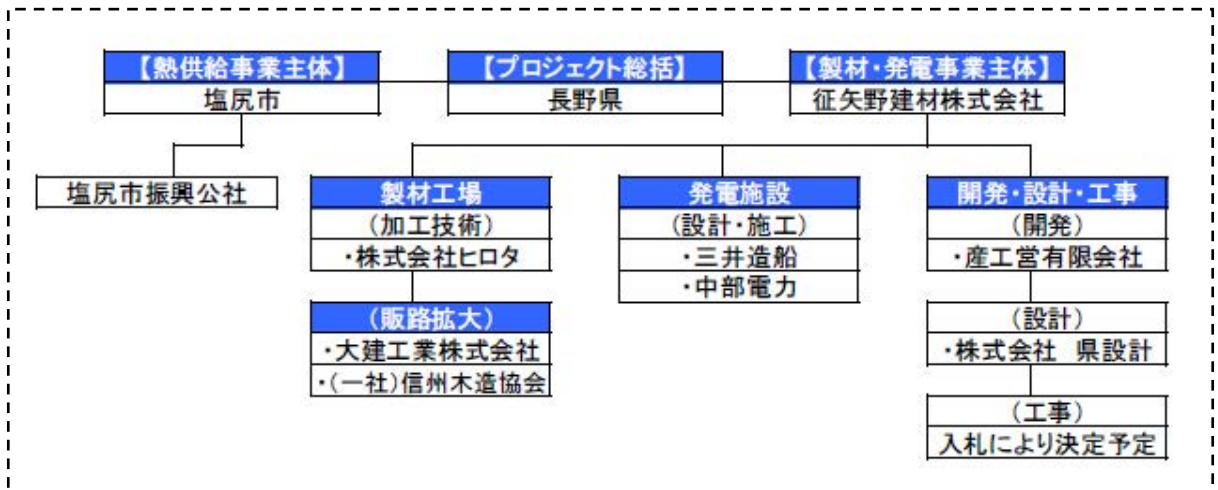 【熱供給事業主体】
塩尻市
【プロジェクト総括】
長野県
【製材・発電事業主体】
征矢野建材株式会社
塩尻市振興公社
製材工場
(加工技術)
・株式会社ヒロタ
(販路拡大)
・大建工業株式会社
・(一社)信州木造協会
発電施設
(設計・施工)
・三井造船
・中部電力
開発・設計・工事
(開発)
・産工営有限会社
(設計)
・株式会社 県設計
(工事)
入札により決定予定